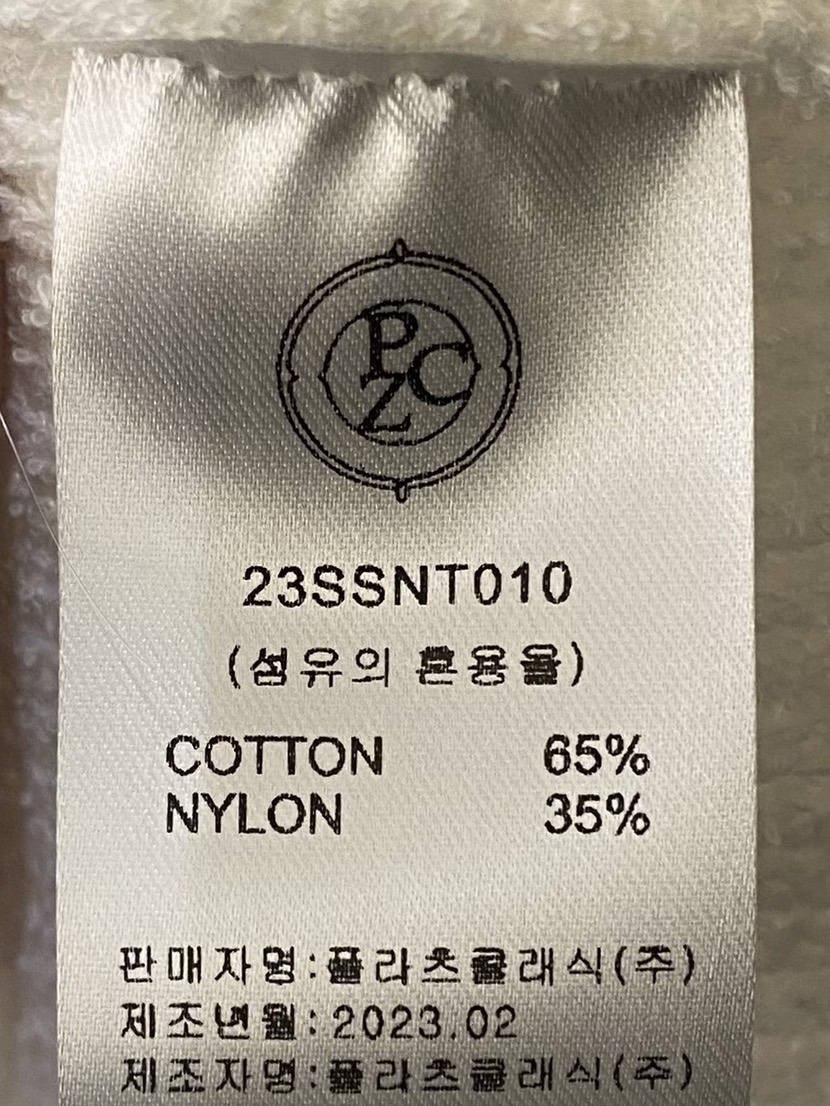 PZC
23SSNT010
(섬유의 혼용율)
COTTON 65%
NYLON 35%
판매자명:플라츠클래식(주)
제조년월:2023.02
제조자명:플라츠클래식(주)